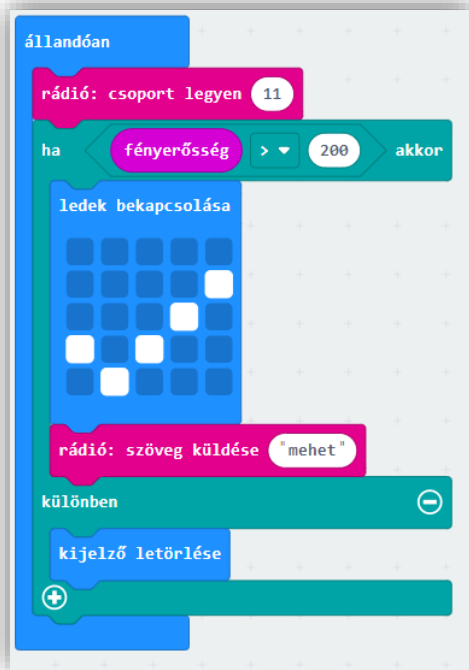 állandóan
rádió: csoport legyen 11
ha fényerősség > 200 akkor
ledek bekapcsolása
rádió: szöveg küldése "mehet"
különben
kijelző letörlése